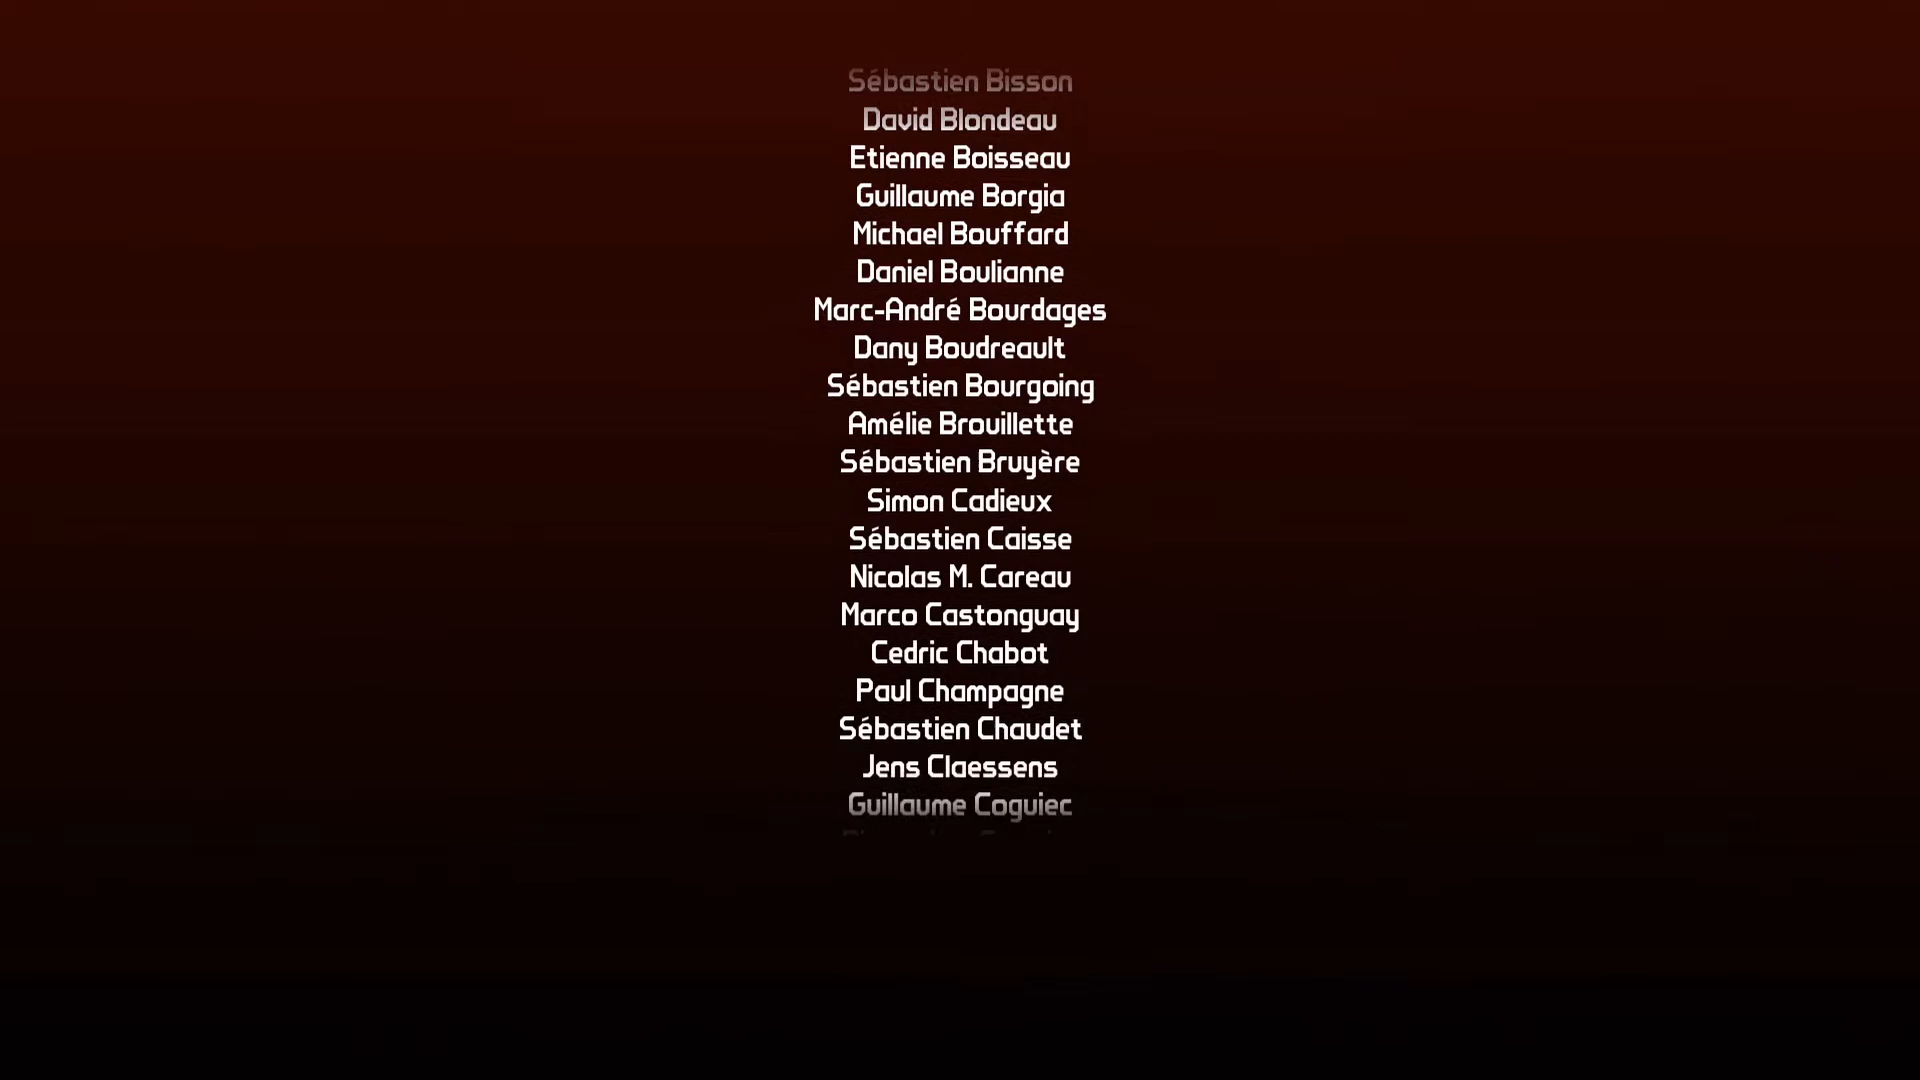 Sébastien Bisson
David Blondeau
Etienne Boisseau
Guillaume Borgia
Michael Bouffard
Daniel Boulianne
Marc-André Bourdages
Dany Boudreault
Sébastien Bourgoing
Amélie Brouillette
Sébastien Bruyère
Simon Cadieux
Sébastien Caisse
Nicolas M. Careau
Marco Castonguay
Cedric Chabot
Paul Champagne
Sébastien Chaudet
Jens Claessens
Guillaume Coguiec